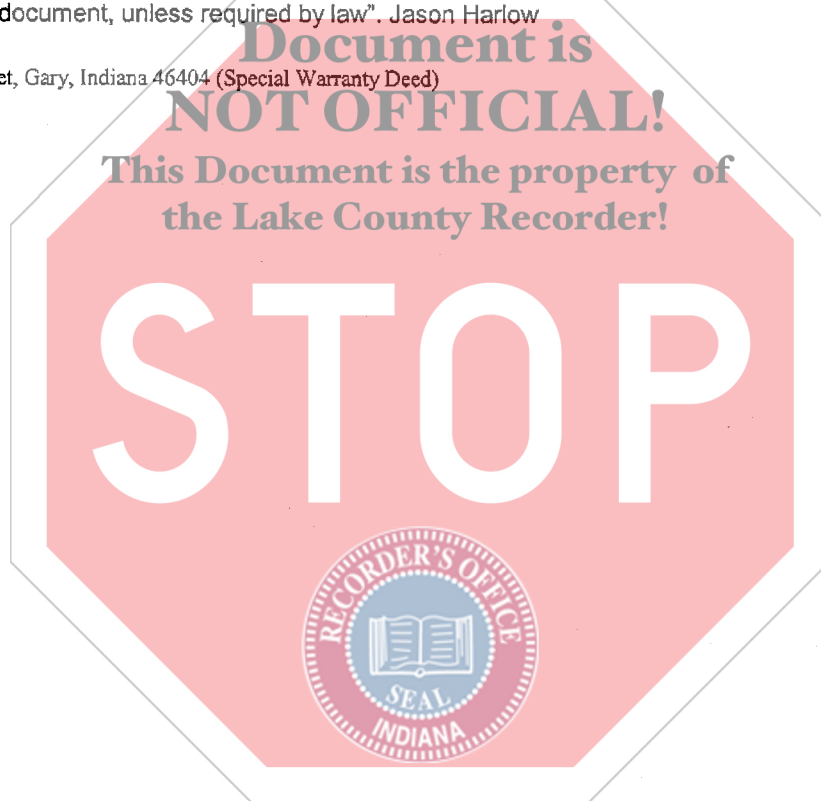 document, unless required by law". Jason Harlow
Document is
et, Gary, Indiana 46404 (Special Warranty Deed)
NOT OFFICIAL!
This Document is the property of
the Lake County Recorder!
STOP
RECORDER'S OFFICE
SEAL
INDIANA